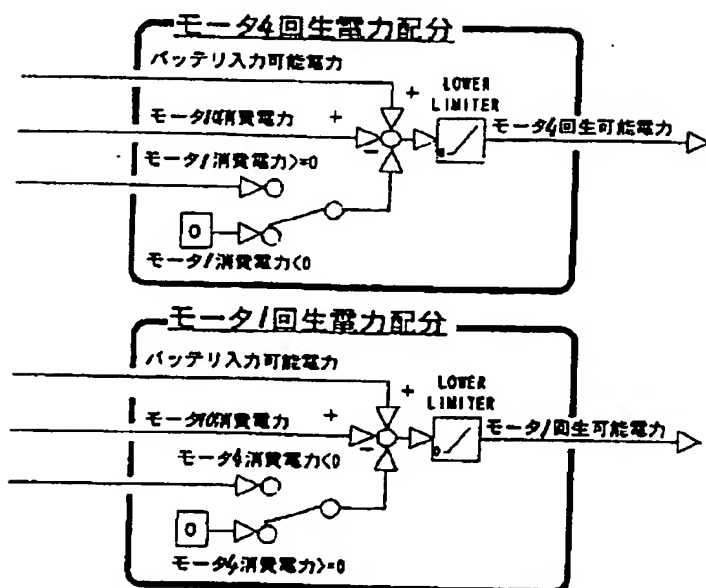 モータ4回生電力配分
バッテリ入力可能電力
+
LOWER
LIMITER
モータ10消費電力
+
-
モータ4回生可能電力
モータ1消費電力>=0
0
モータ1消費電力<0
モータ1回生電力配分
バッテリ入力可能電力
+
LOWER
LIMITER
モータ10消費電力
+
-
0
モータ1回生可能電力
モータ4消費電力<0
0
モータ4消費電力>=0